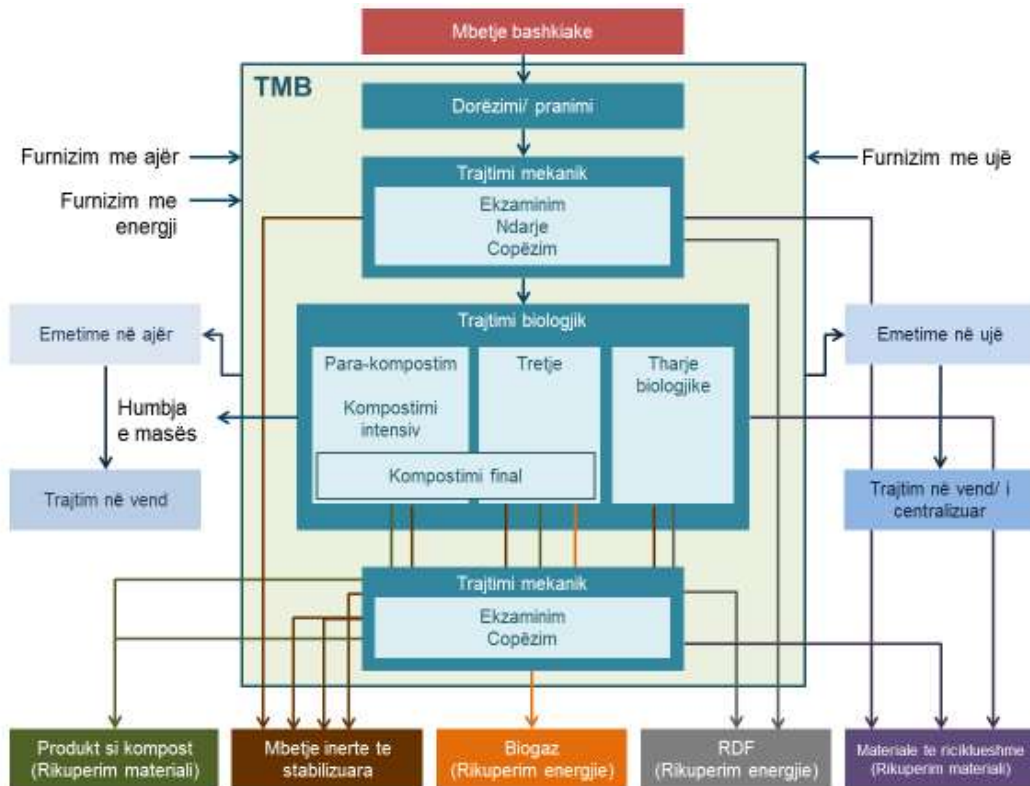 Mbetje bashkiake
TMB
Dorëzimi/ pranimi
Furnizim me ajër
Furnizim me ujë
Furnizim me
energji
Trajtimi mekanik
Ekzaminim
Ndarje
Copëzim
Trajtimi biologjik
Emetime në ajër
Emetime në ujë
Para-kompostim
Kompostimi
intensiv
Tretje
Tharje
biologjike
Kompostimi final
Humbja
e masës
Trajtim në vend
Trajtim në vend/ i
centralizuar
Trajtimi mekanik
Ekzaminim
Copëzim
Produkt si kompost
(Rikuperim materiali)
Mbetje inerte te
stabilizuara
Biogaz
(Rikuperim energjie)
RDF
(Rikuperim energjie)
Materiale te riciklueshme
(Rikuperim materiali)